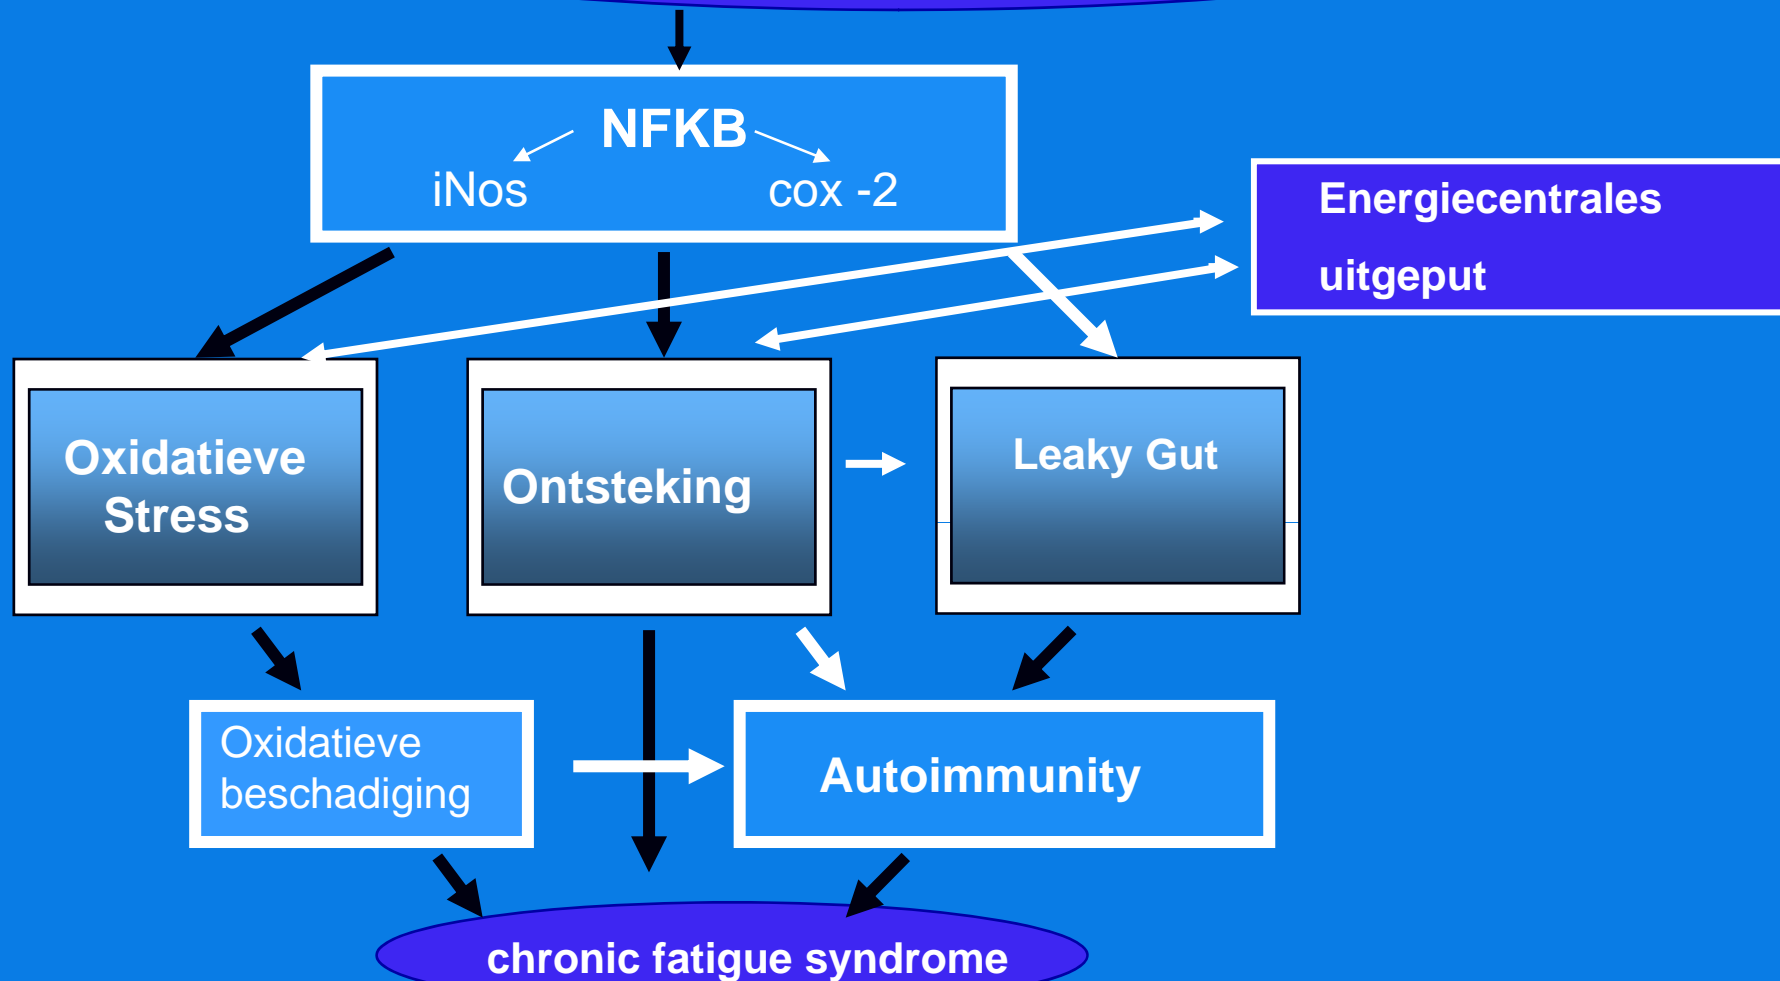 NFKB
iNos cox -2
Energiecentrales
uitgeput
Oxidatieve
Stress
Ontsteking
Leaky Gut
Oxidatieve
beschadiging
Autoimmunity
chronic fatigue syndrome